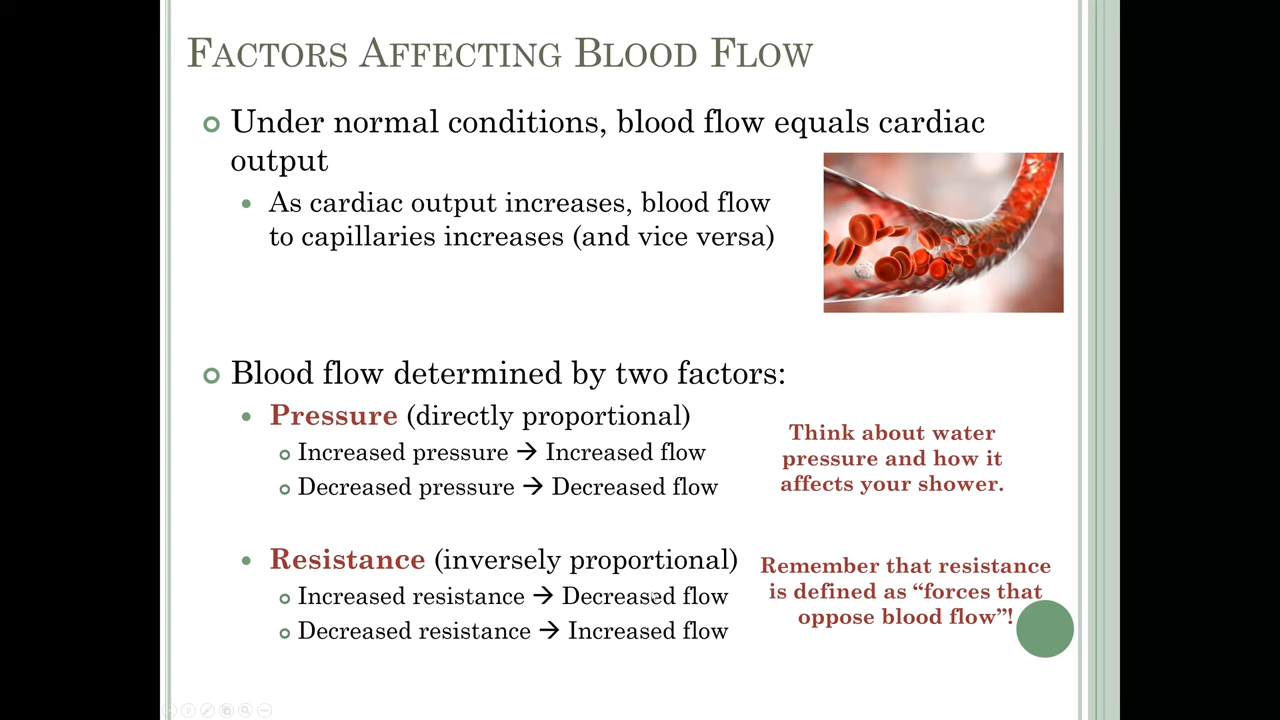 FACTORS AFFECTING BLOOD FLOW
Under normal conditions, blood flow equals cardiac
output
As cardiac output increases, blood flow
to capillaries increases (and vice versa)
Blood flow determined by two factors:
Pressure (directly proportional)
Increased pressure → Increased flow
Decreased pressure → Decreased flow
Think about water
pressure and how it
affects your shower.
Resistance (inversely proportional)
Increased resistance → Decreased flow
Decreased resistance → Increased flow
Remember that resistance
is defined as “forces that
oppose blood flow”!